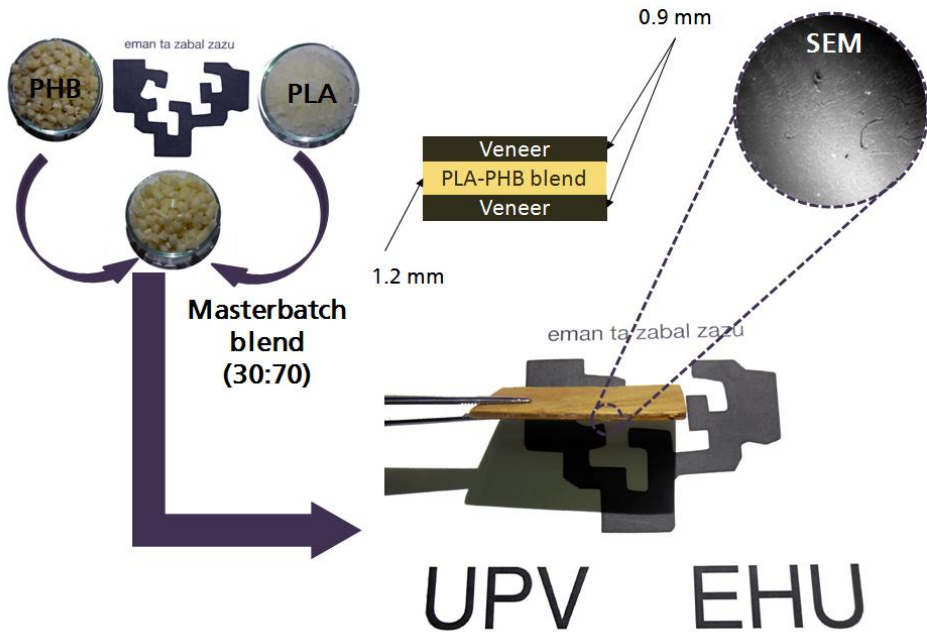 eman ta zabal zazu
PHB
PLA
Masterbatch
blend
(30:70)
0.9 mm
Veneer
PLA-PHB blend
Veneer
1.2 mm
SEM
eman ta zabal zazu
UPV EHU